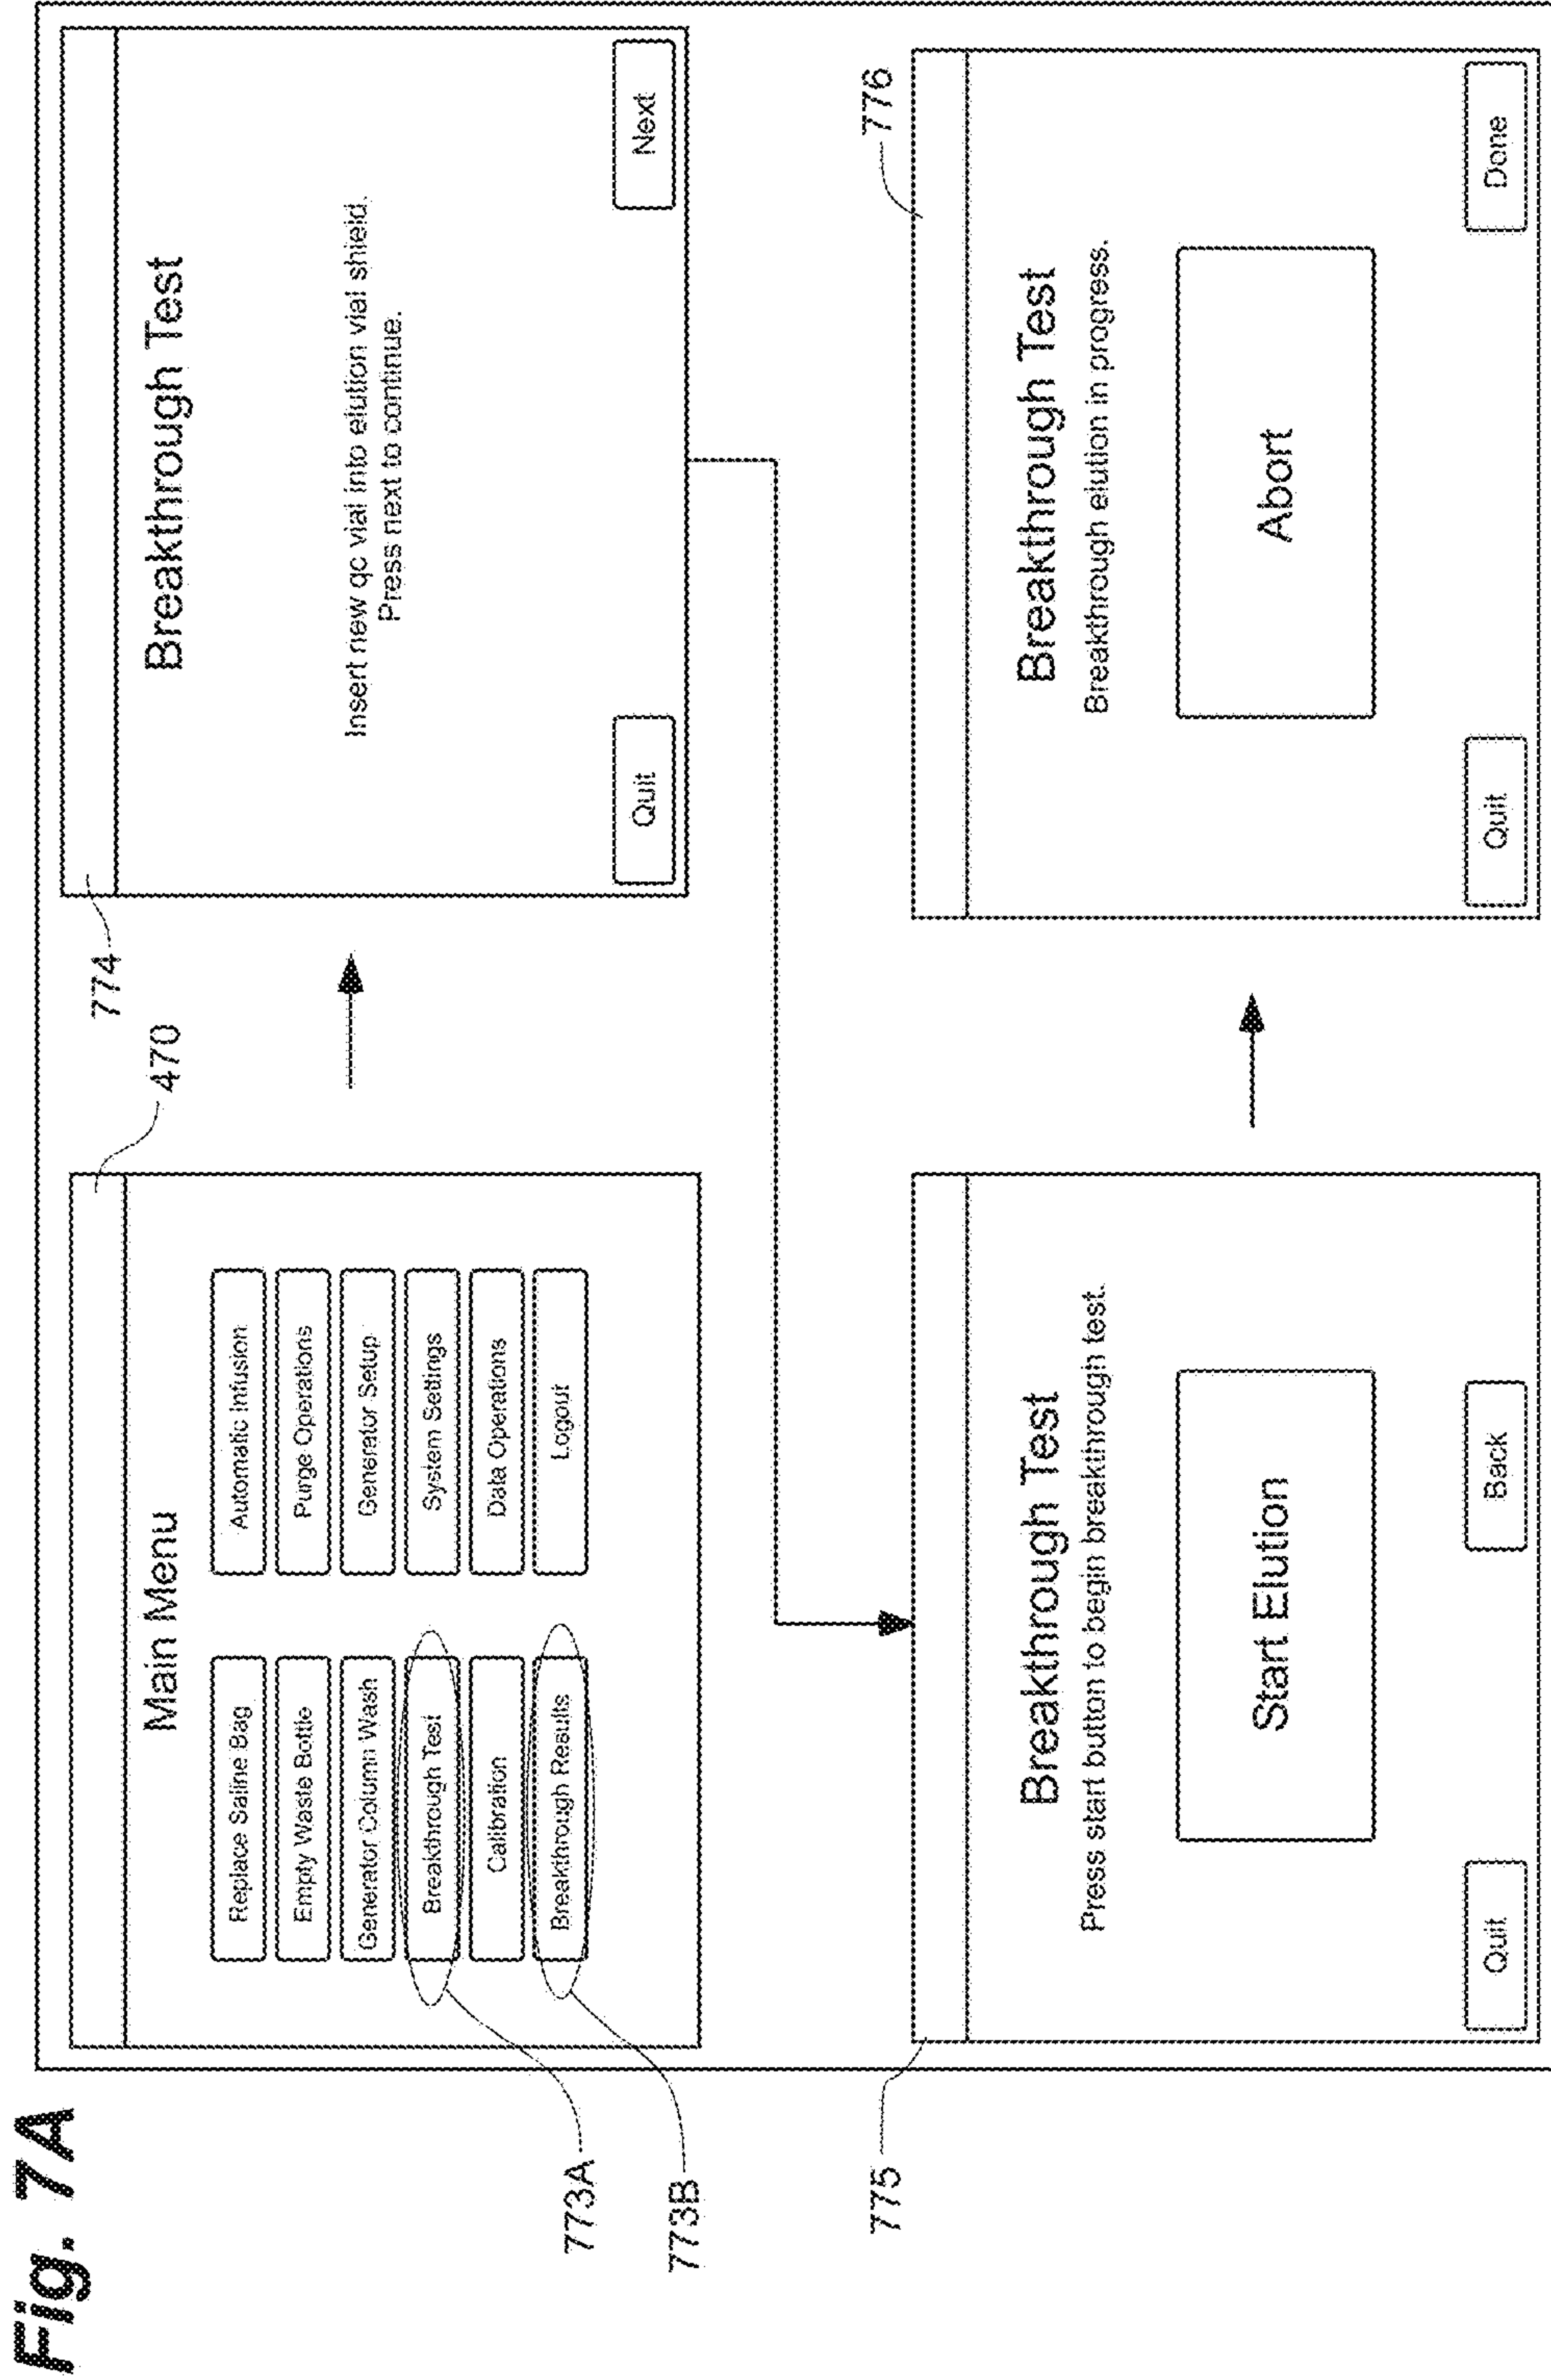 Fig. 7A
470
Main Menu
Replace Saline Bag
Automatic Infusion
Empty Waste Bottle
Purge Operations
Generator Column Wash
Generator Setup
Breakthrough Test
System Settings
Calibration
Data Operations
Breakthrough Results
Logout
773A
773B
774
Breakthrough Test
Insert new qc vial into elution vial shield.
Press next to continue.
Quit
Next
775
Breakthrough Test
Press start button to begin breakthrough test.
Start Elution
Quit
Back
776
Breakthrough Test
Breakthrough elution in progress.
Abort
Quit
Done